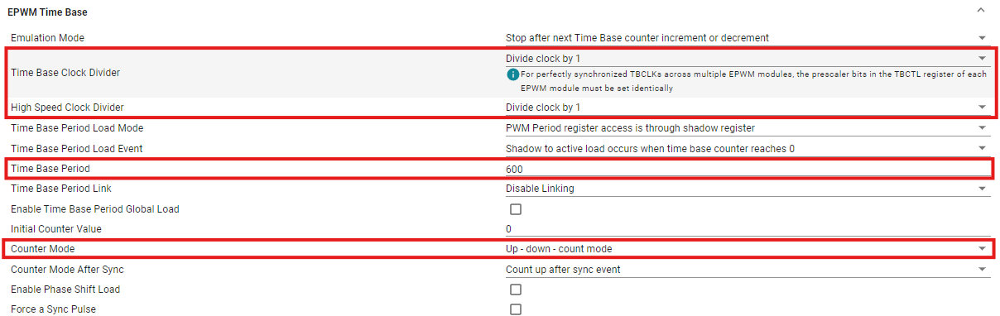 EPWM Time Base
Emulation Mode Stop after next Time Base counter increment or decrement
Divide clock by 1
Time Base Clock Divider
For perfectly synchronized TBCLKs across multiple EPWM modules, the prescaler bits in the TBCTL register of each
EPWM module must be set identically
High Speed Clock Divider Divide clock by 1
Time Base Period Load Mode PWM Period register access is through shadow register
Time Base Period Load Event Shadow to active load occurs when time base counter reaches 0
Time Base Period 600
Time Base Period Link Disable Linking
Enable Time Base Period Global Load
Initial Counter Value 0
Counter Mode Up - down - count mode
Counter Mode After Sync Count up after sync event
Enable Phase Shift Load
Force a Sync Pulse